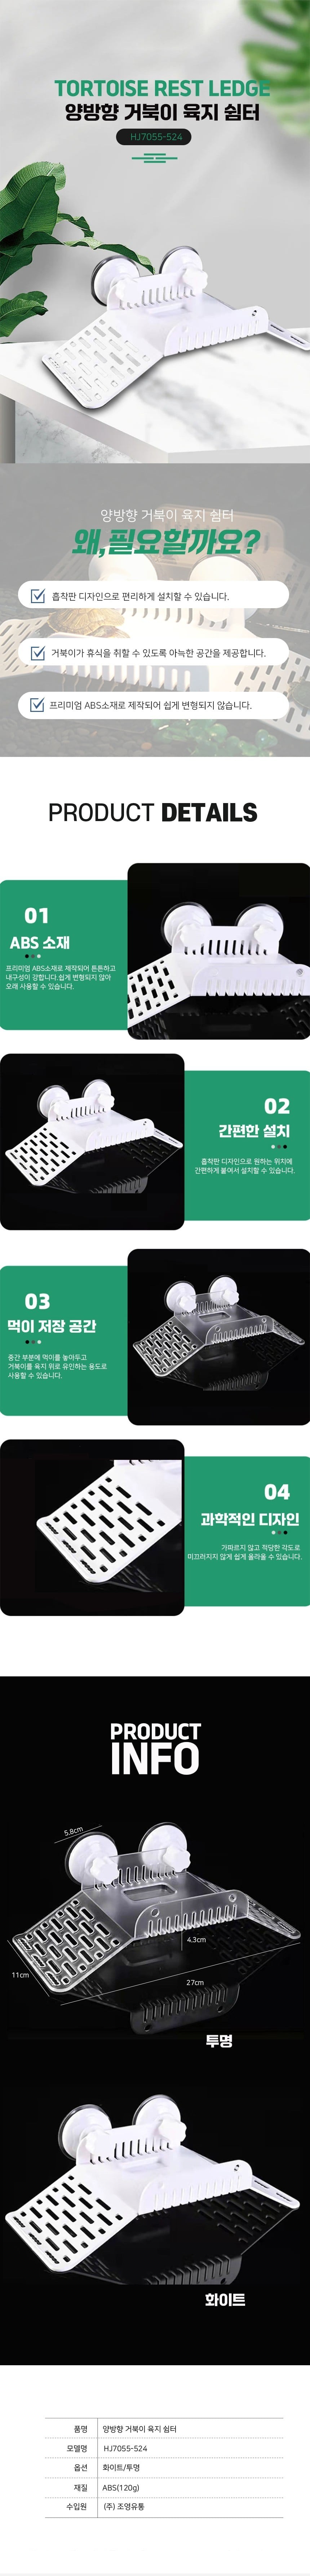 TORTOISE REST LEDGE
양방향 거북이 육지 쉼터
HJ7055-524
양방향 거북이 육지 쉼터
왜,필요할까요?
흡착판 디자인으로 편리하게 설치할 수 있습니다.
거북이가 휴식을 취할 수 있도록 아늑한 공간을 제공합니다.
프리미엄 ABS소재로 제작되어 쉽게 변형되지 않습니다.
PRODUCT DETAILS
01
ABS 소재
프리미엄 ABS소재로 제작되어 튼튼하고
내구성이 강합니다.쉽게 변형되지 않아
오래 사용할 수 있습니다.
02
간편한 설치
흡착판 디자인으로 원하는 위치에
간편하게 붙여서 설치할 수 있습니다.
03
먹이 저장 공간
중간 부분에 먹이를 놓아두고
거북이를 육지 위로 유인하는 용도로
사용할 수 있습니다.
04
과학적인 디자인
가파르지 않고 적당한 각도로
미끄러지지 않게 쉽게 올라올 수 있습니다.
PRODUCT
INFO
5.8cm
4.3cm
11cm
27cm
투명
화이트
품명 양방향 거북이 육지 쉼터
모델명 HJ7055-524
옵션 화이트/투명
재질 ABS(120g)
수입원 (주) 조영유통